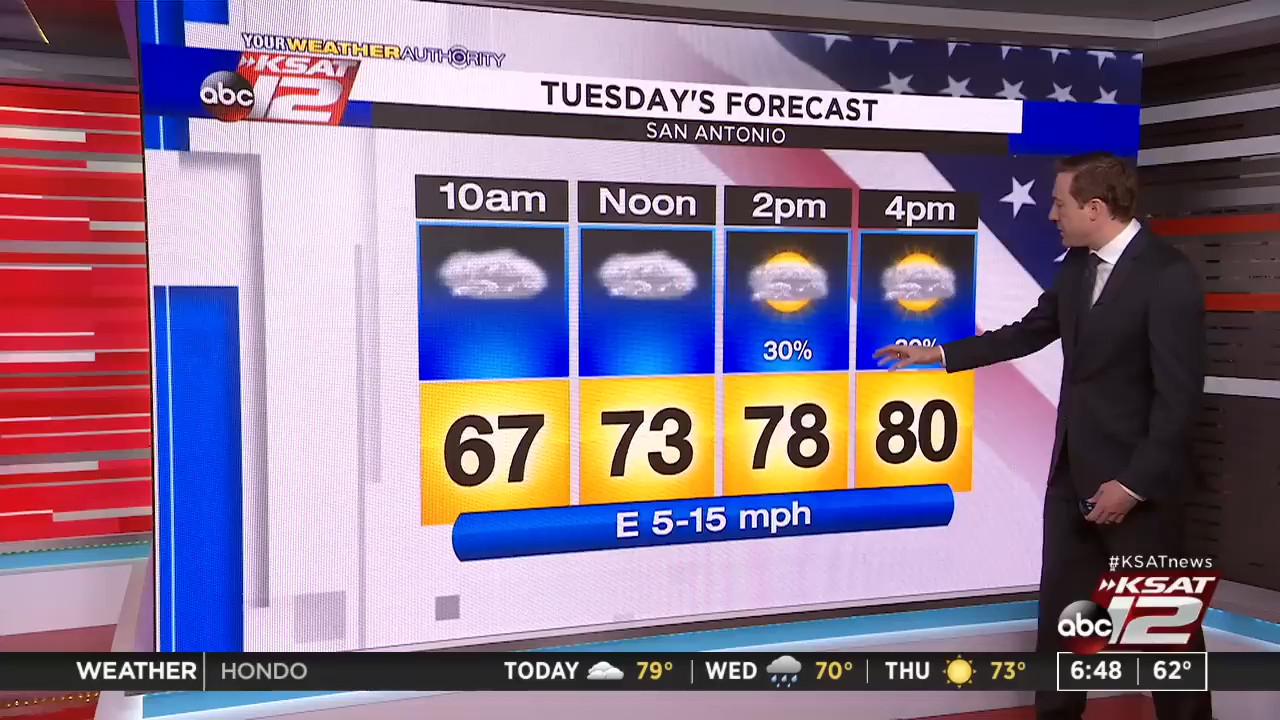 YOUR WEATHER AUTHORITY
KSAT
abc 12
TUESDAY'S FORECAST
SAN ANTONIO
10am Noon 2pm 4pm
30%
67 73 78 80
E 5-15 mph
#KSATnews
KSAT
abc 12
WEATHER HONDO TODAY 79° WED 70° THU 73° 6:48 62°